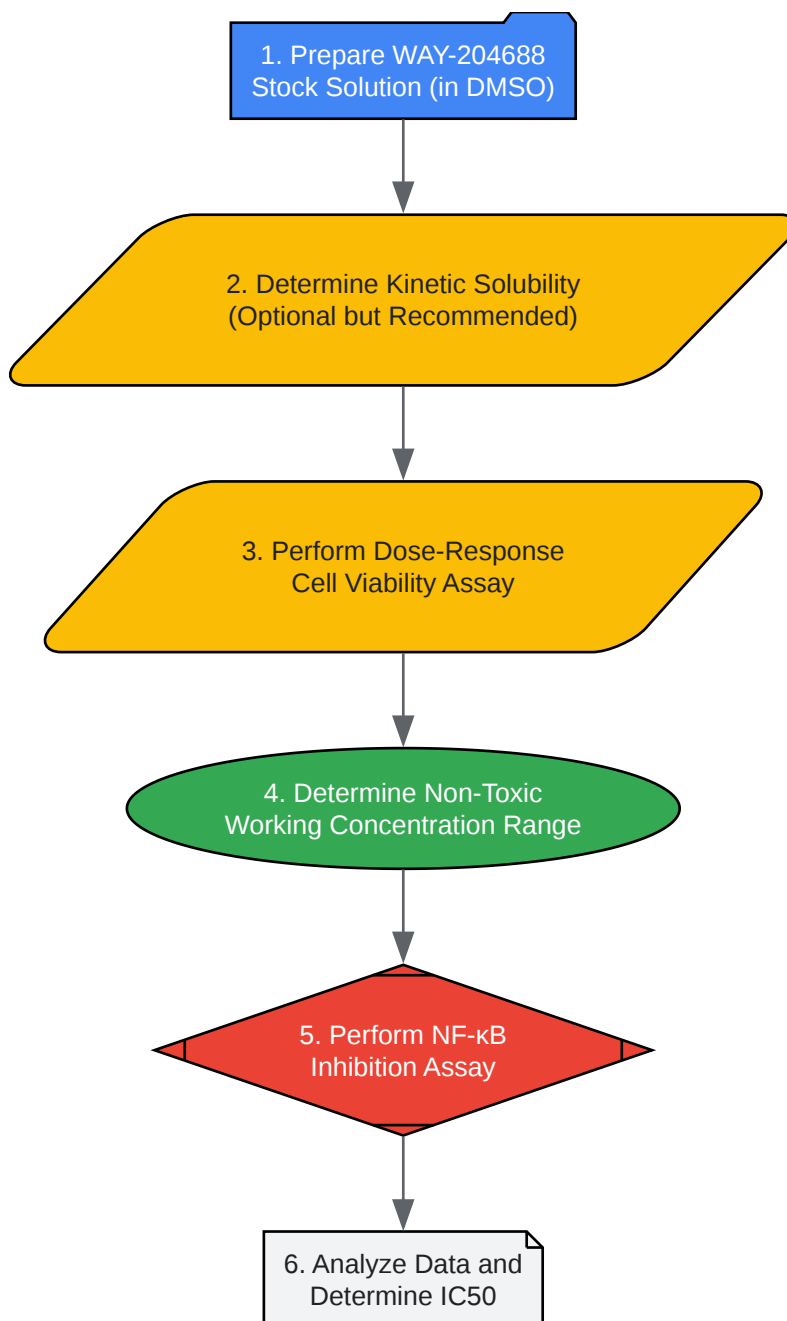 1. Prepare WAY-204688
Stock Solution (in DMSO)
2. Determine Kinetic Solubility
(Optional but Recommended)
3. Perform Dose-Response
Cell Viability Assay
4. Determine Non-Toxic
Working Concentration Range
5. Perform NF-κB
Inhibition Assay
6. Analyze Data and
Determine IC50